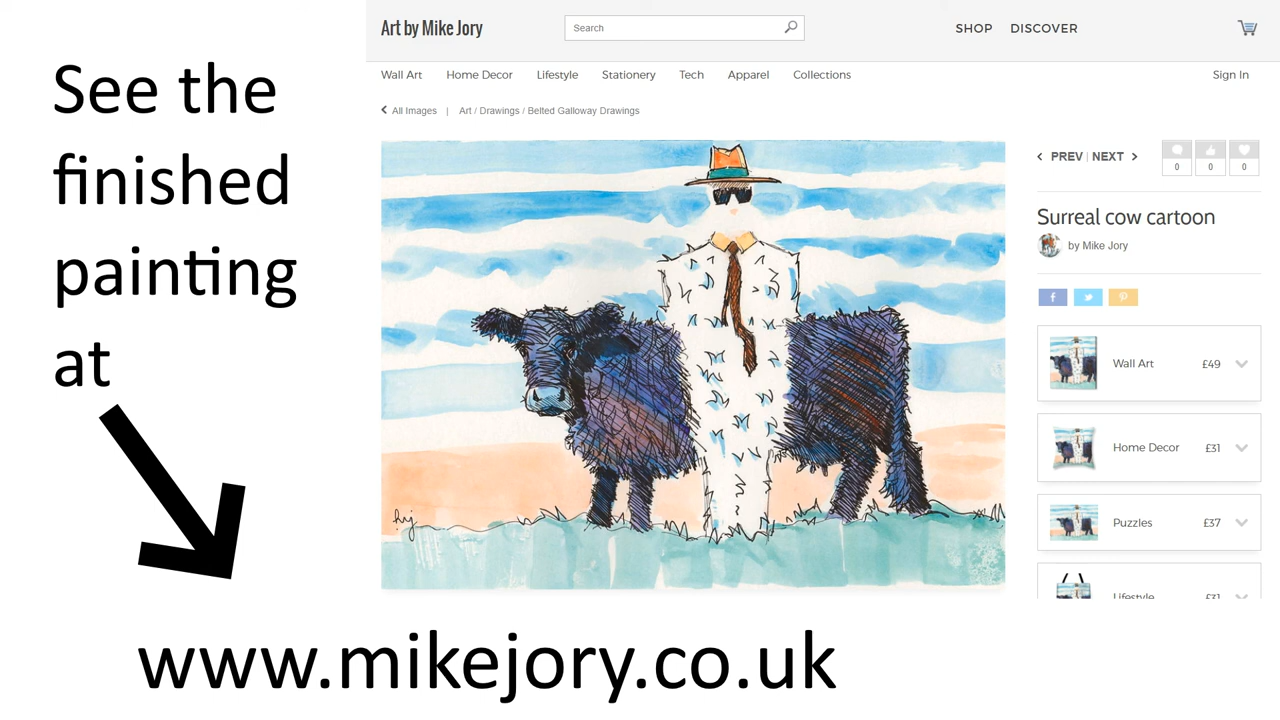 See the
finished
painting
at
www.mikejory.co.uk
Art by Mike Jory
Search
SHOP DISCOVER
Wall Art Home Decor Lifestyle Stationery Tech Apparel Collections Sign In
All Images | Art / Drawings / Belted Galloway Drawings
PREV | NEXT
0 0 0
Surreal cow cartoon
by Mike Jory
Wall Art £49
Home Decor £31
Puzzles £37
Lifestyle £31